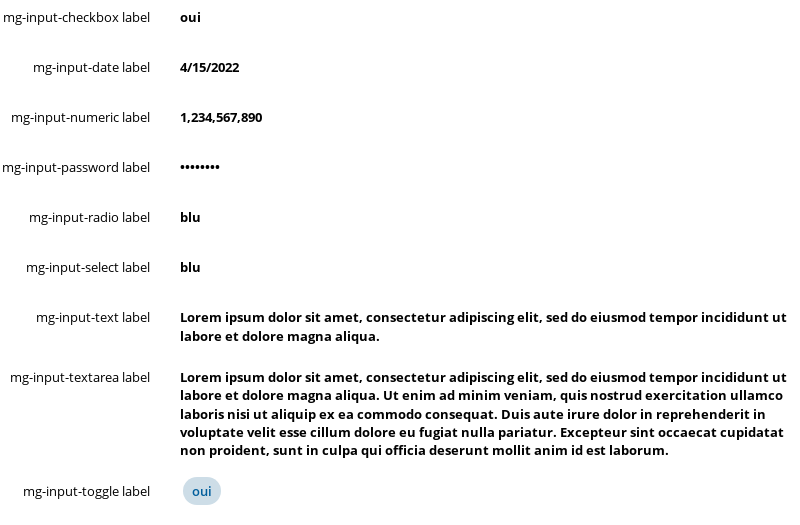 mg-input-checkbox label oui
mg-input-date label 4/15/2022
mg-input-numeric label 1,234,567,890
mg-input-password label ••••••••
mg-input-radio label blu
mg-input-select label blu
mg-input-text label Lorem ipsum dolor sit amet, consectetur adipiscing elit, sed do eiusmod tempor incididunt ut
labore et dolore magna aliqua.
mg-input-textarea label Lorem ipsum dolor sit amet, consectetur adipiscing elit, sed do eiusmod tempor incididunt ut
labore et dolore magna aliqua. Ut enim ad minim veniam, quis nostrud exercitation ullamco
laboris nisi ut aliquip ex ea commodo consequat. Duis aute irure dolor in reprehenderit in
voluptate velit esse cillum dolore eu fugiat nulla pariatur. Excepteur sint occaecat cupidatat
non proident, sunt in culpa qui officia deserunt mollit anim id est laborum.
mg-input-toggle label oui